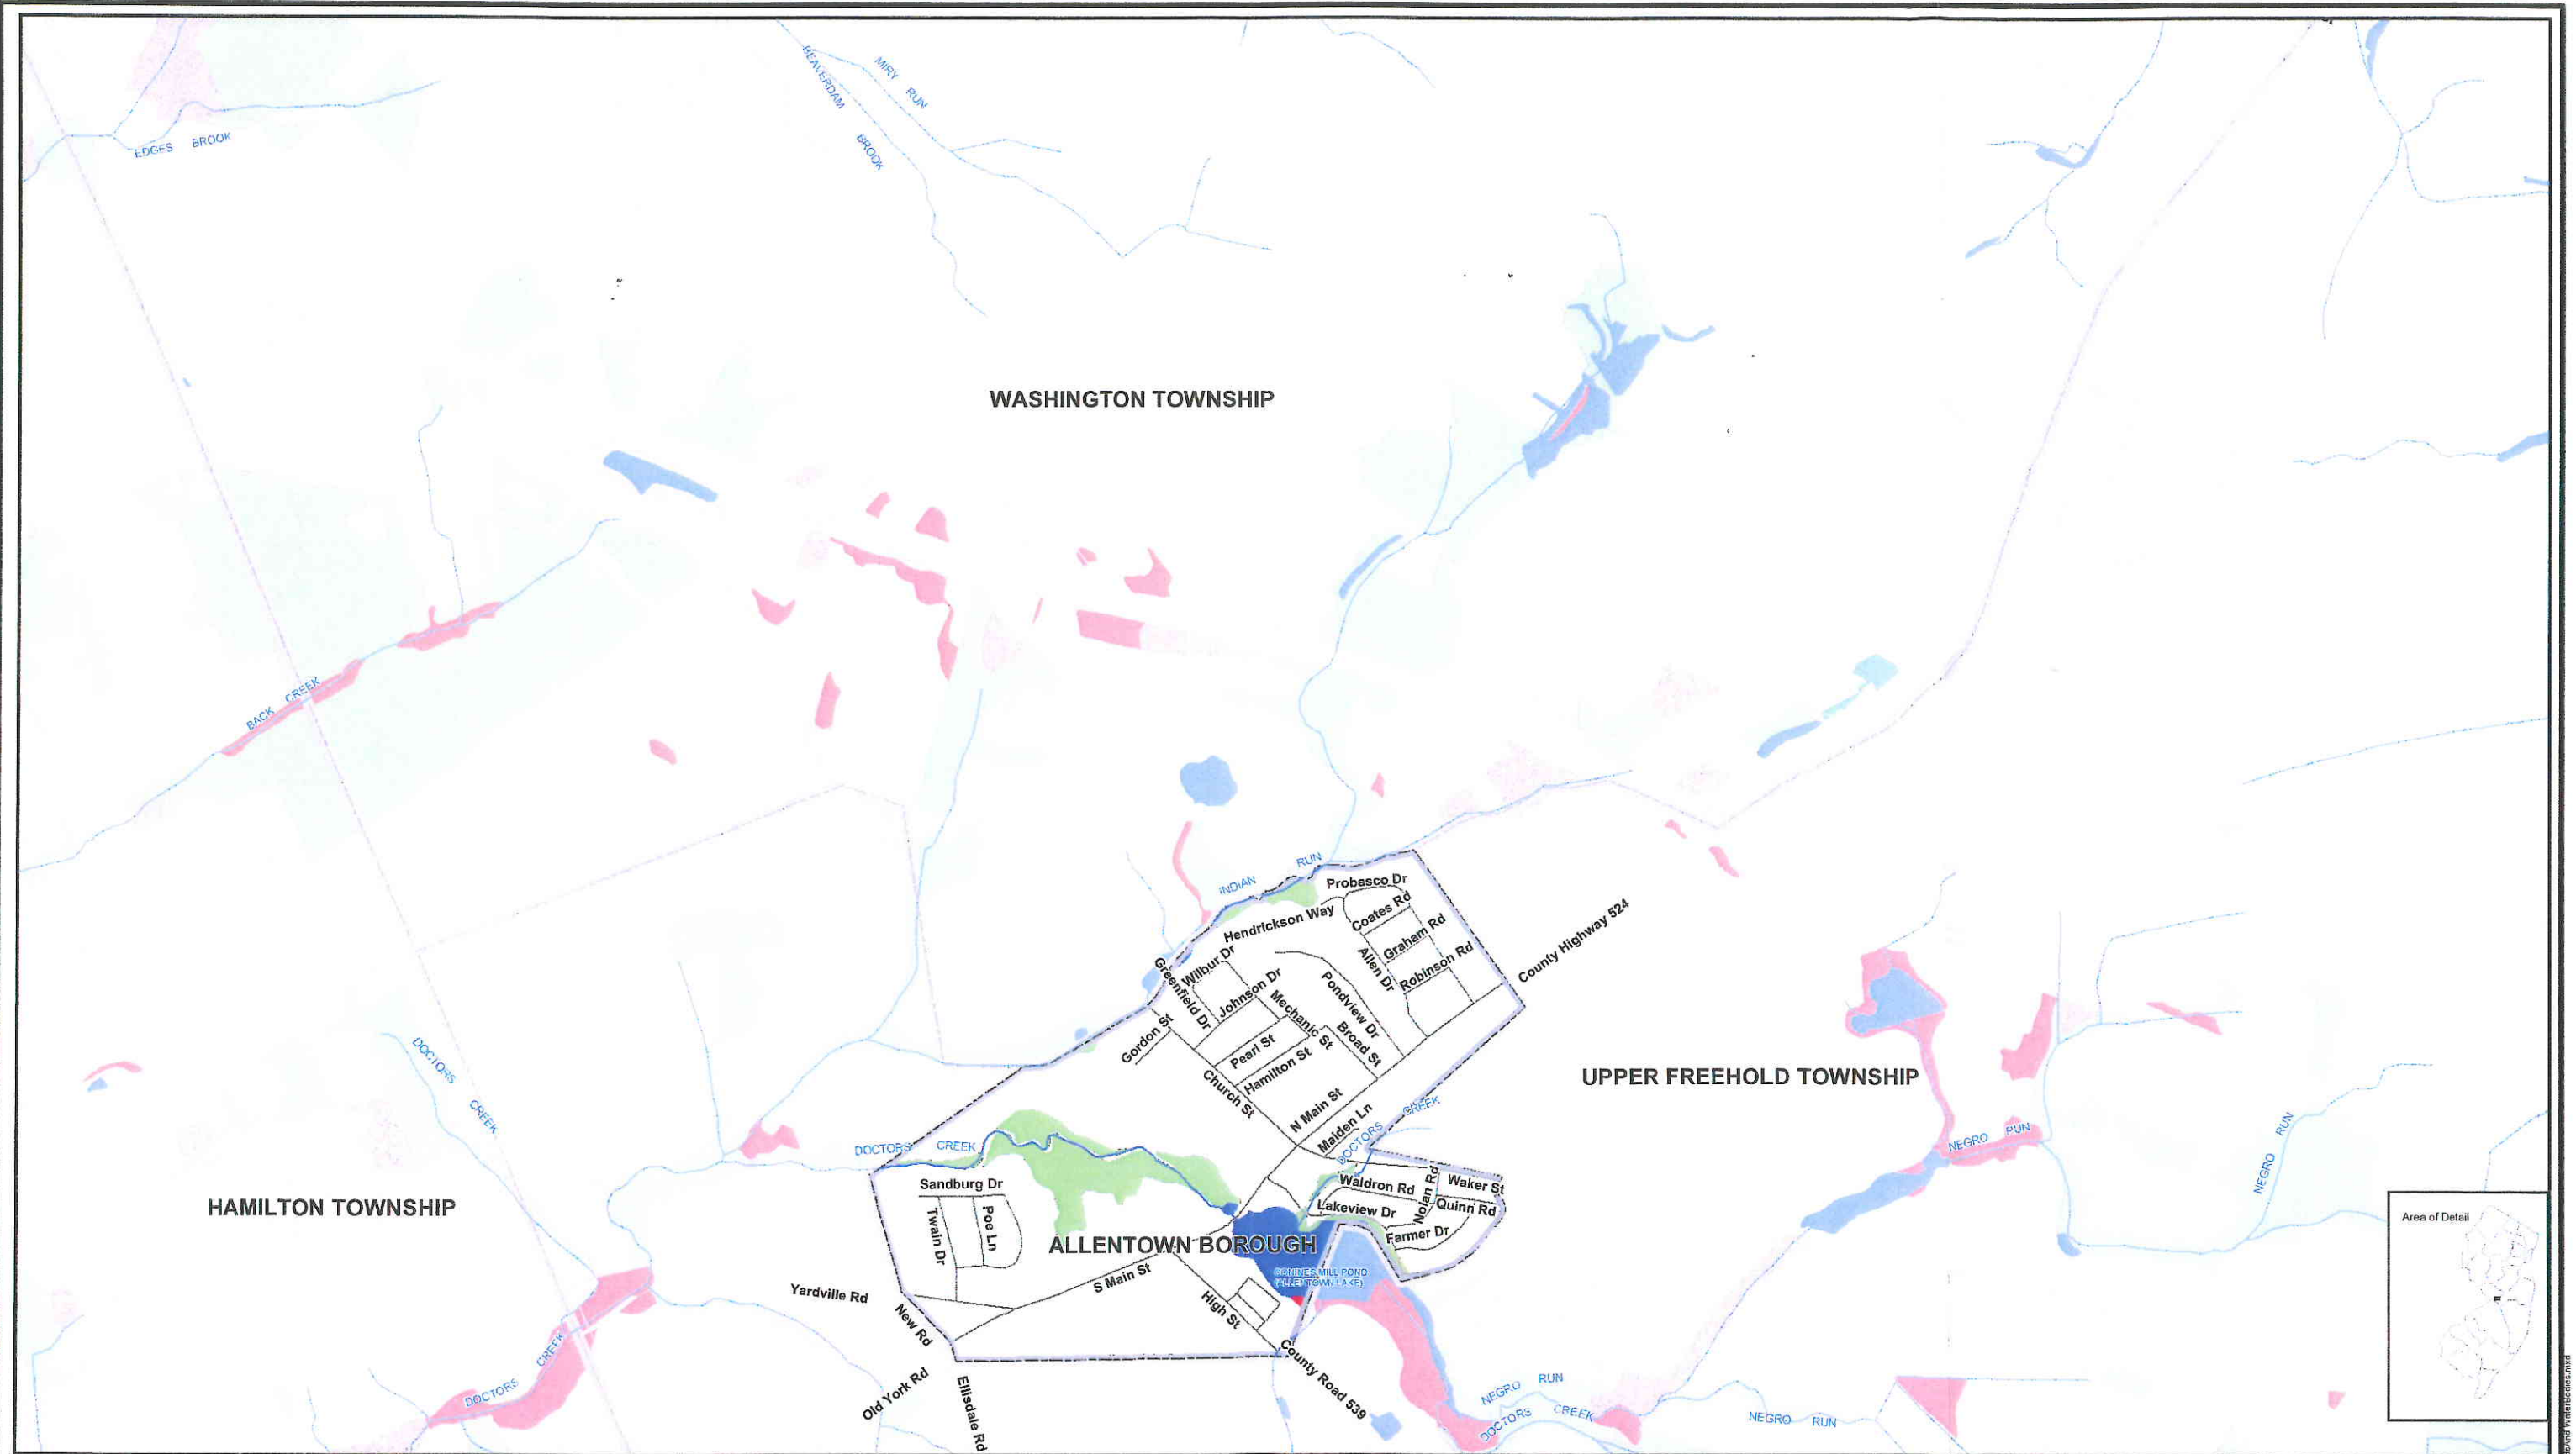 BEAVERDAM BROOK
MIRY RUN
EDGES BROOK
WASHINGTON TOWNSHIP
BACK CREEK
INDIAN RUN
Probasco Dr
Coates Rd
Hendrickson Way
Graham Rd
Allen Dr
Robinson Rd
County Highway 524
Wilbur Dr
Greenfield Dr
Johnson Dr
Mechanic St
Pondview Dr
Broad St
Gordon St
Pearl St
Hamilton St
Church St
N Main St
Maiden Ln
DOCTORS CREEK
UPPER FREEHOLD TOWNSHIP
DOCTORS CREEK
DOCTORS CREEK
NEGRO RUN
NEGRO RUN
HAMILTON TOWNSHIP
Sandburg Dr
Twain Dr
Poe Ln
Waldron Rd
Nolan Rd
Waker St
Quinn Rd
Lakeview Dr
Farmer Dr
ALLENTOWN BOROUGH
CONINES MILL POND
(ALLENTOWN LAKE)
Area of Detail
S Main St
High St
Yardville Rd
New Rd
Old York Rd
Ellisdale Rd
County Road 539
DOCTORS CREEK
NEGRO RUN
DOCTORS CREEK
NEGRO RUN